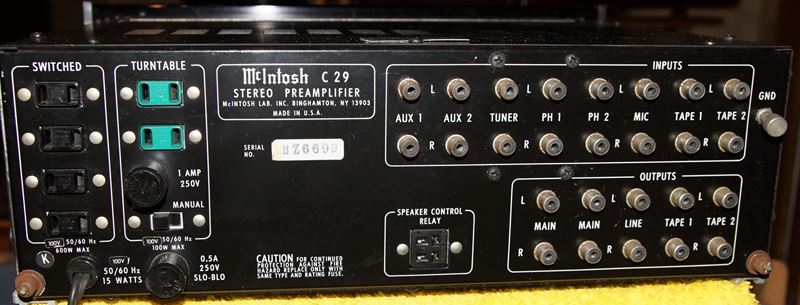 SWITCHED
TURNTABLE
McIntosh C 29
STEREO PREAMPLIFIER
McINTOSH LAB. INC. BINGHAMTON, NY 13903
MADE IN U.S.A.
SERIAL NO. BZ6699
1 AMP
250V
MANUAL
100V 50/60 Hz
600W MAX
100V 50/60 Hz
100W MAX
K
100V
50/60 Hz
15 WATTS
0.5A
250V
SLO-BLO
CAUTION FOR CONTINUED
PROTECTION AGAINST FIRE
HAZARD REPLACE ONLY WITH
SAME TYPE AND RATING FUSE.
SPEAKER CONTROL
RELAY
INPUTS
L L L L
AUX 1 AUX 2 TUNER PH 1 PH 2 MIC TAPE 1 TAPE 2
R R R R
GND
OUTPUTS
L L
MAIN MAIN LINE TAPE 1 TAPE 2
R R